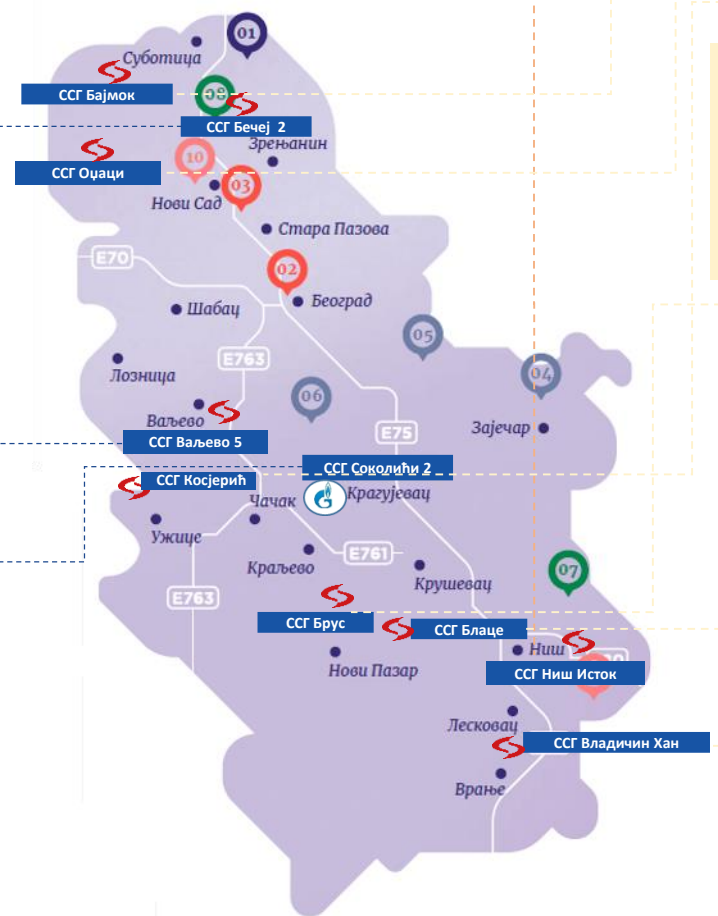 01
Суботица
ССГ Бајмок
08
ССГ Бечеј 2
Зрењанин
10
ССГ Оџаци
03
Нови Сад
Стара Пазова
E70
02
Београд
Шабац
05
E763
Лозница
04
06
Ваљево
E75
Зајечар
ССГ Ваљево 5
ССГ Соколићи 2
ССГ Косјерић
Крагујевац
Чачак
Ужице
E761
Краљево
07
Крушевац
E763
ССГ Брус
ССГ Блаце
Ниш
Нови Пазар
ССГ Ниш Исток
Лесковац
ССГ Владичин Хан
Врање